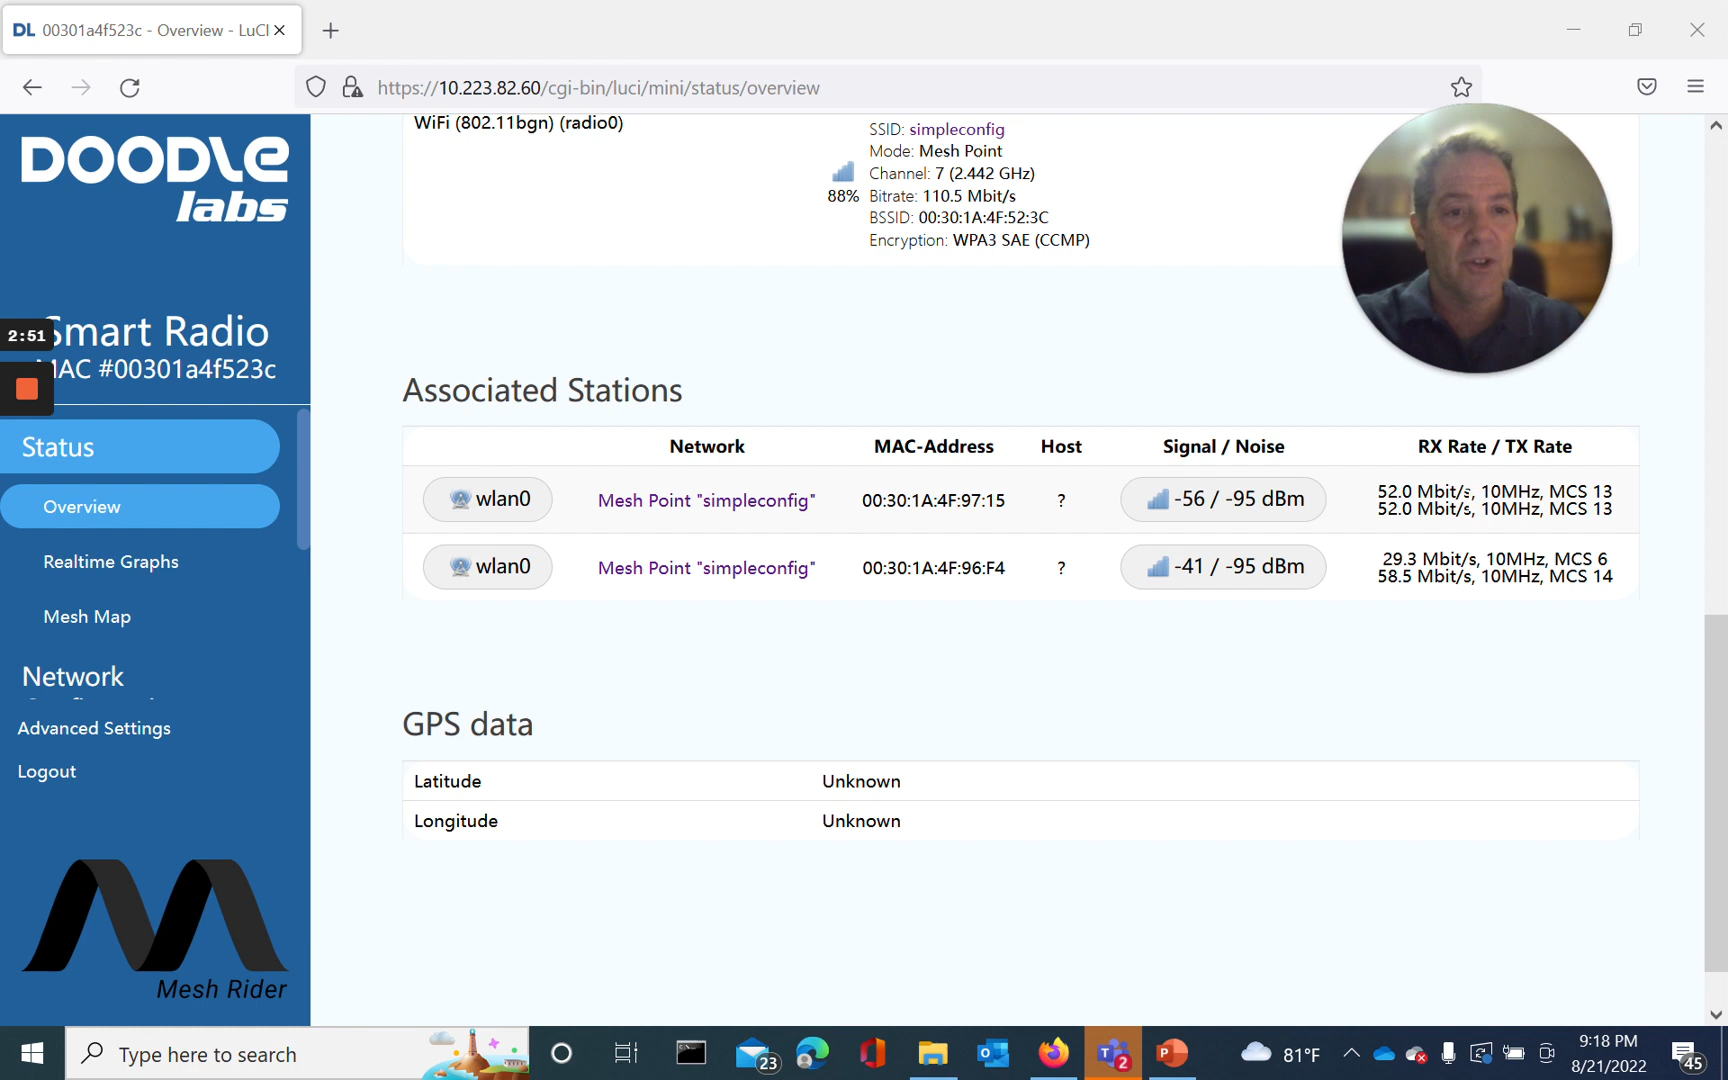 DL 00301a4f523c - Overview - LuCI
https://10.223.82.60/cgi-bin/luci/mini/status/overview
DOODLE
labs
Smart Radio
MAC #00301a4f523c
2:51
Status
Overview
Realtime Graphs
Mesh Map
Network
Advanced Settings
Logout
Mesh Rider
WiFi (802.11bgn) (radio0)
88%
SSID: simpleconfig
Mode: Mesh Point
Channel: 7 (2.442 GHz)
Bitrate: 110.5 Mbit/s
BSSID: 00:30:1A:4F:52:3C
Encryption: WPA3 SAE (CCMP)
Associated Stations
Network MAC-Address Host Signal / Noise RX Rate / TX Rate
wlan0 Mesh Point "simpleconfig" 00:30:1A:4F:97:15 ? -56 / -95 dBm 52.0 Mbit/s, 10MHz, MCS 13
52.0 Mbit/s, 10MHz, MCS 13
wlan0 Mesh Point "simpleconfig" 00:30:1A:4F:96:F4 ? -41 / -95 dBm 29.3 Mbit/s, 10MHz, MCS 6
58.5 Mbit/s, 10MHz, MCS 14
GPS data
Latitude Unknown
Longitude Unknown
Type here to search
23
2
81°F
9:18 PM
8/21/2022
45